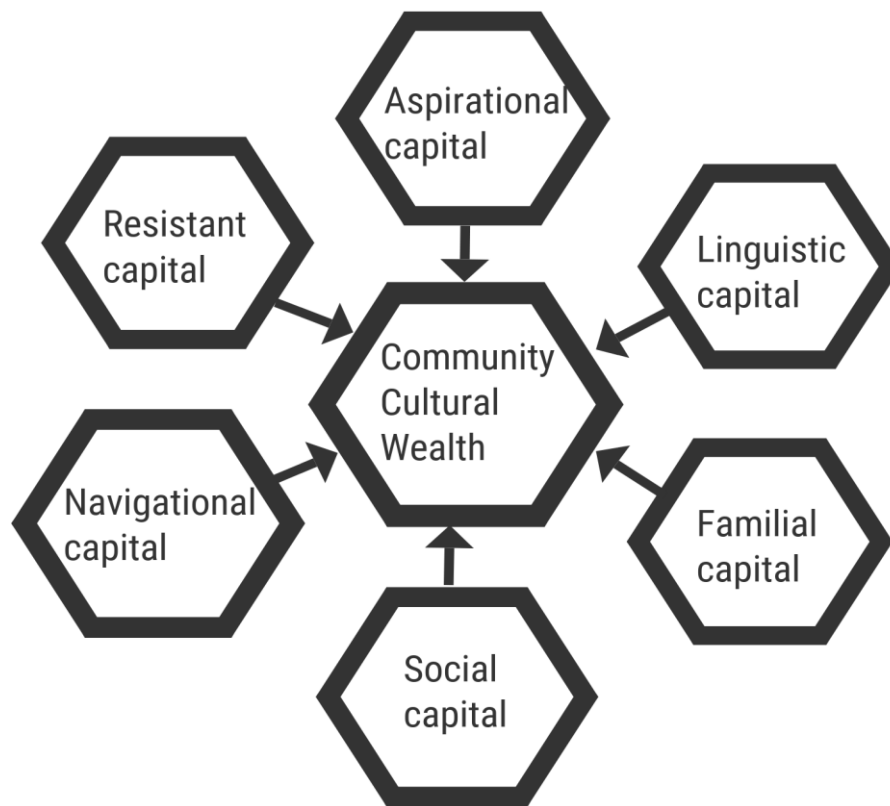 Aspirational
capital
Resistant
capital
Linguistic
capital
Community
Cultural
Wealth
Navigational
capital
Familial
capital
Social
capital